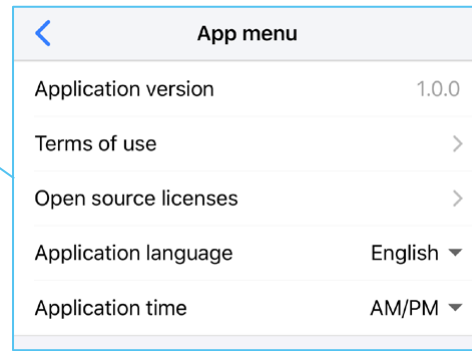 App menu
Application version 1.0.0
Terms of use
Open source licenses
Application language English
Application time AM/PM